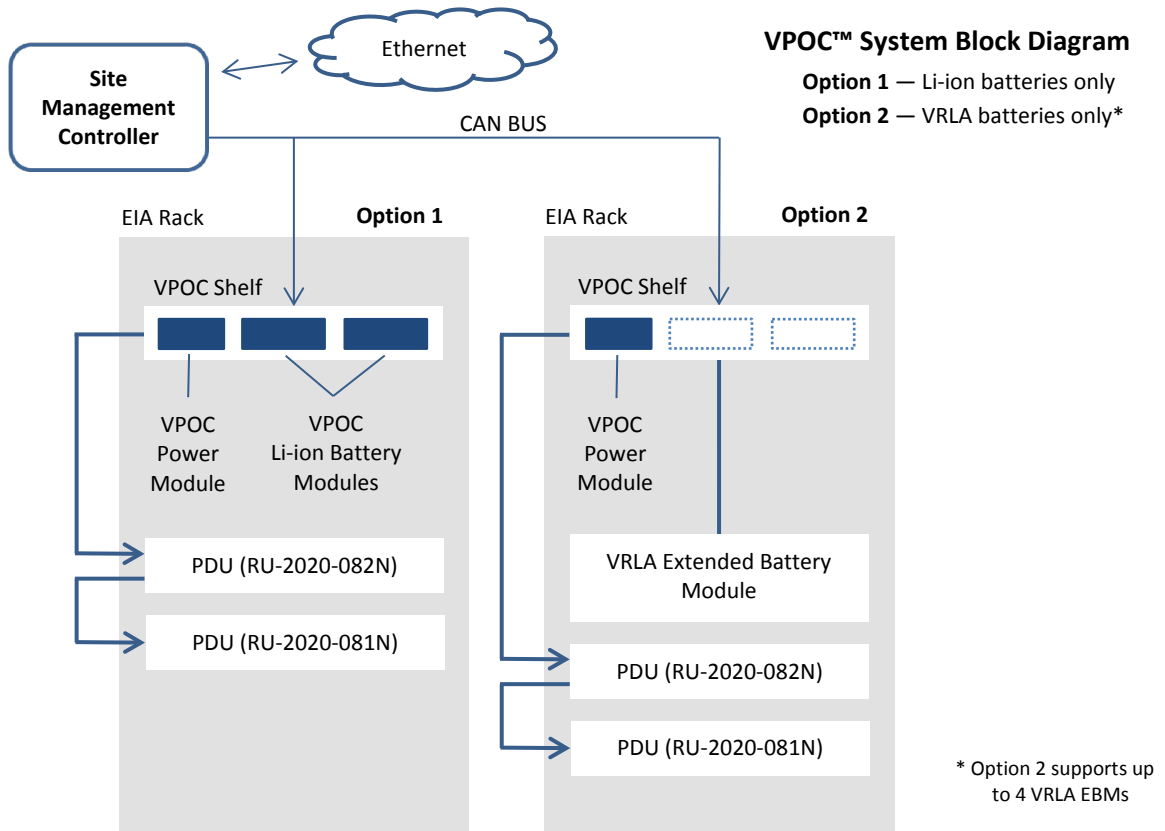 VPOC™ System Block Diagram
Option 1 — Li-ion batteries only
Option 2 — VRLA batteries only*
Ethernet
Site
Management
Controller
CAN BUS
EIA Rack
Option 1
VPOC Shelf
VPOC
Power
Module
VPOC
Li-ion Battery
Modules
PDU (RU-2020-082N)
PDU (RU-2020-081N)
EIA Rack
Option 2
VPOC Shelf
VPOC
Power
Module
VRLA Extended Battery
Module
PDU (RU-2020-082N)
PDU (RU-2020-081N)
* Option 2 supports up
to 4 VRLA EBMs